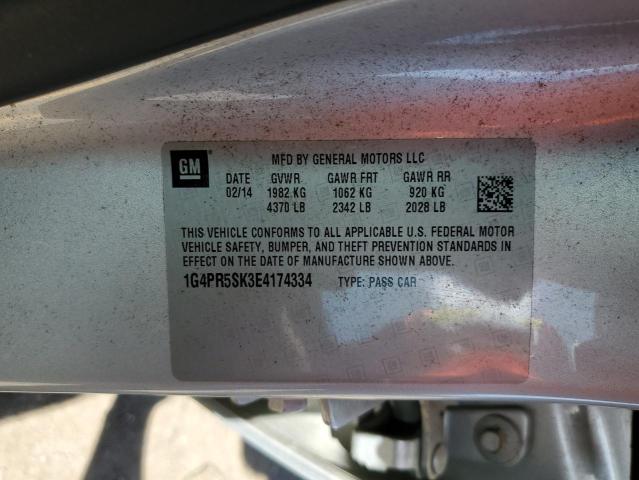 GM
MFD BY GENERAL MOTORS LLC
DATE GVWR GAWR FRT GAWR RR
02/14 1982 KG 1062 KG 920 KG
4370 LB 2342 LB 2028 LB
THIS VEHICLE CONFORMS TO ALL APPLICABLE U.S. FEDERAL MOTOR
VEHICLE SAFETY, BUMPER, AND THEFT PREVENTION STANDARDS IN
EFFECT ON THE DATE OF MANUFACTURE SHOWN ABOVE.
1G4PR5SK3E4174334 TYPE: PASS CAR